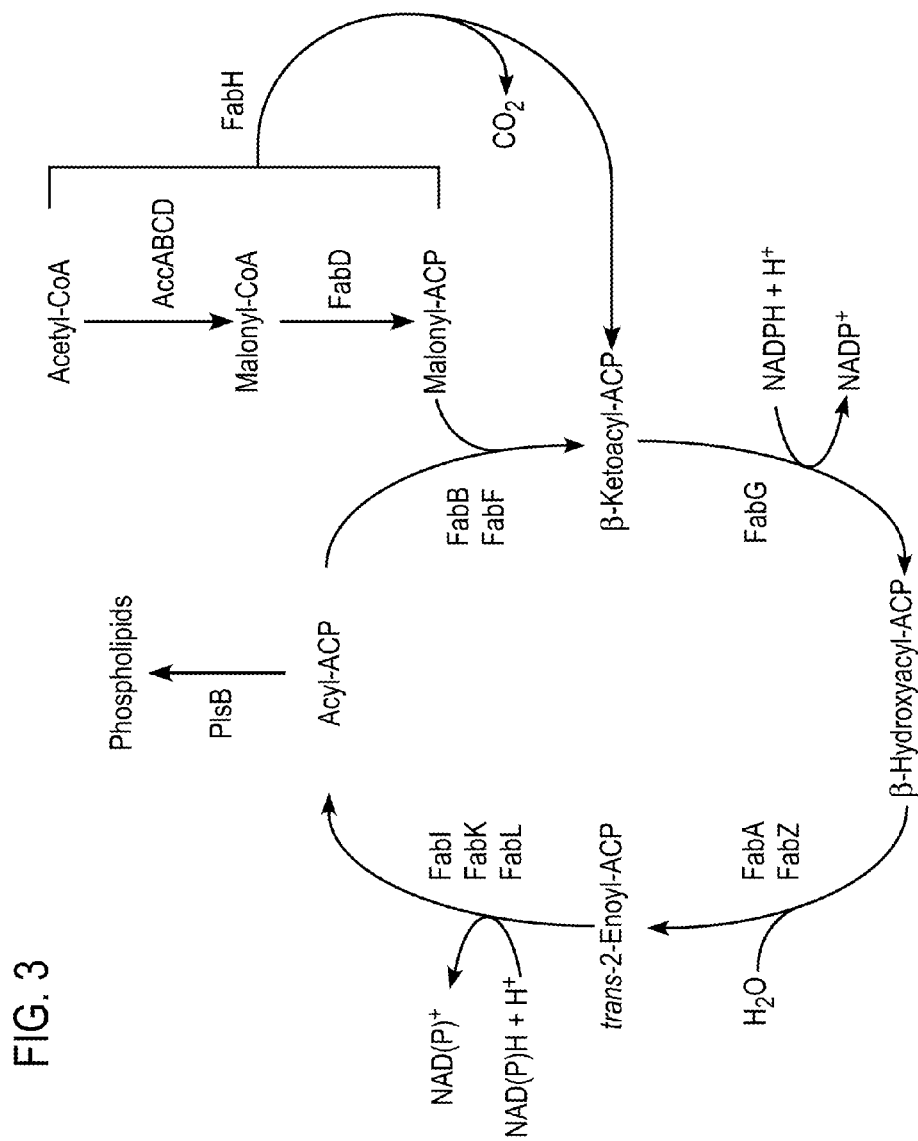 FIG. 3
Phospholipids
PlsB
Acyl-ACP
Acetyl-CoA
AccABCD
Malonyl-CoA
FabD
Malonyl-ACP
FabH
CO₂
FabB
FabF
β-Ketoacyl-ACP
FabG
NADPH + H⁺
NADP⁺
β-Hydroxyacyl-ACP
FabA
FabZ
H₂O
trans-2-Enoyl-ACP
FabI
FabK
FabL
NAD(P)⁺
NAD(P)H + H⁺